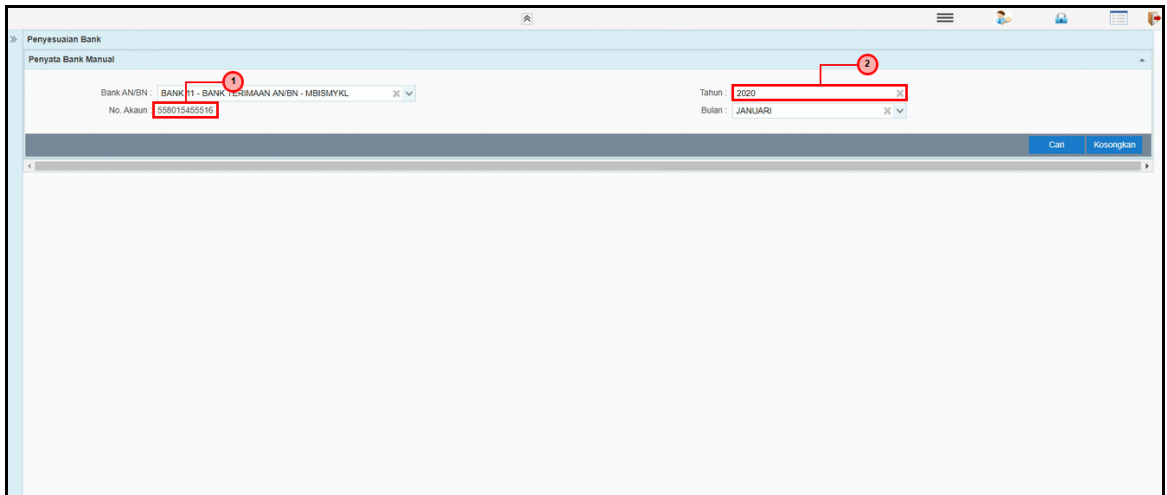 Penyesuaian Bank
Penyata Bank Manual
1
2
Bank AN/BN : BANK 11 - BANK TERIMAAN AN/BN - MBISMYKL
Tahun : 2020
No. Akaun : 558015455516
Bulan : JANUARI
Cari Kosongkan